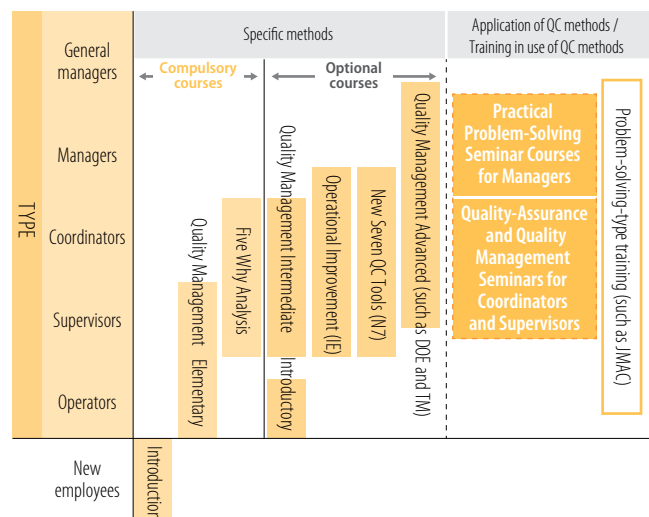 Specific methods
Application of QC methods /
Training in use of QC methods
Compulsory
courses
Optional
courses
TYPE
General
managers
Managers
Coordinators
Supervisors
Operators
New
employees
Introduction
Quality Management   Elementary
Five Why Analysis
Quality Management Intermediate
Introductory
Operational Improvement (IE)
New Seven QC Tools (N7)
Quality Management Advanced (such as DOE and TM)
Practical
Problem-Solving
Seminar Courses
for Managers
Quality-Assurance
and Quality
Management
Seminars for
Coordinators
and Supervisors
Problem-solving-type training (such as JMAC)